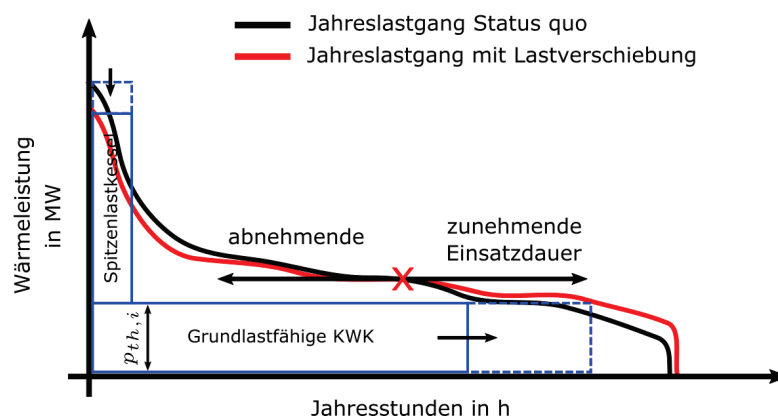 Jahreslastgang Status quo
Jahreslastgang mit Lastverschiebung
Wärmeleistung
in MW
Spitzenlastkessel
abnehmende
zunehmende
Einsatzdauer
X
p_{th,i}
Grundlastfähige KWK
Jahresstunden in h